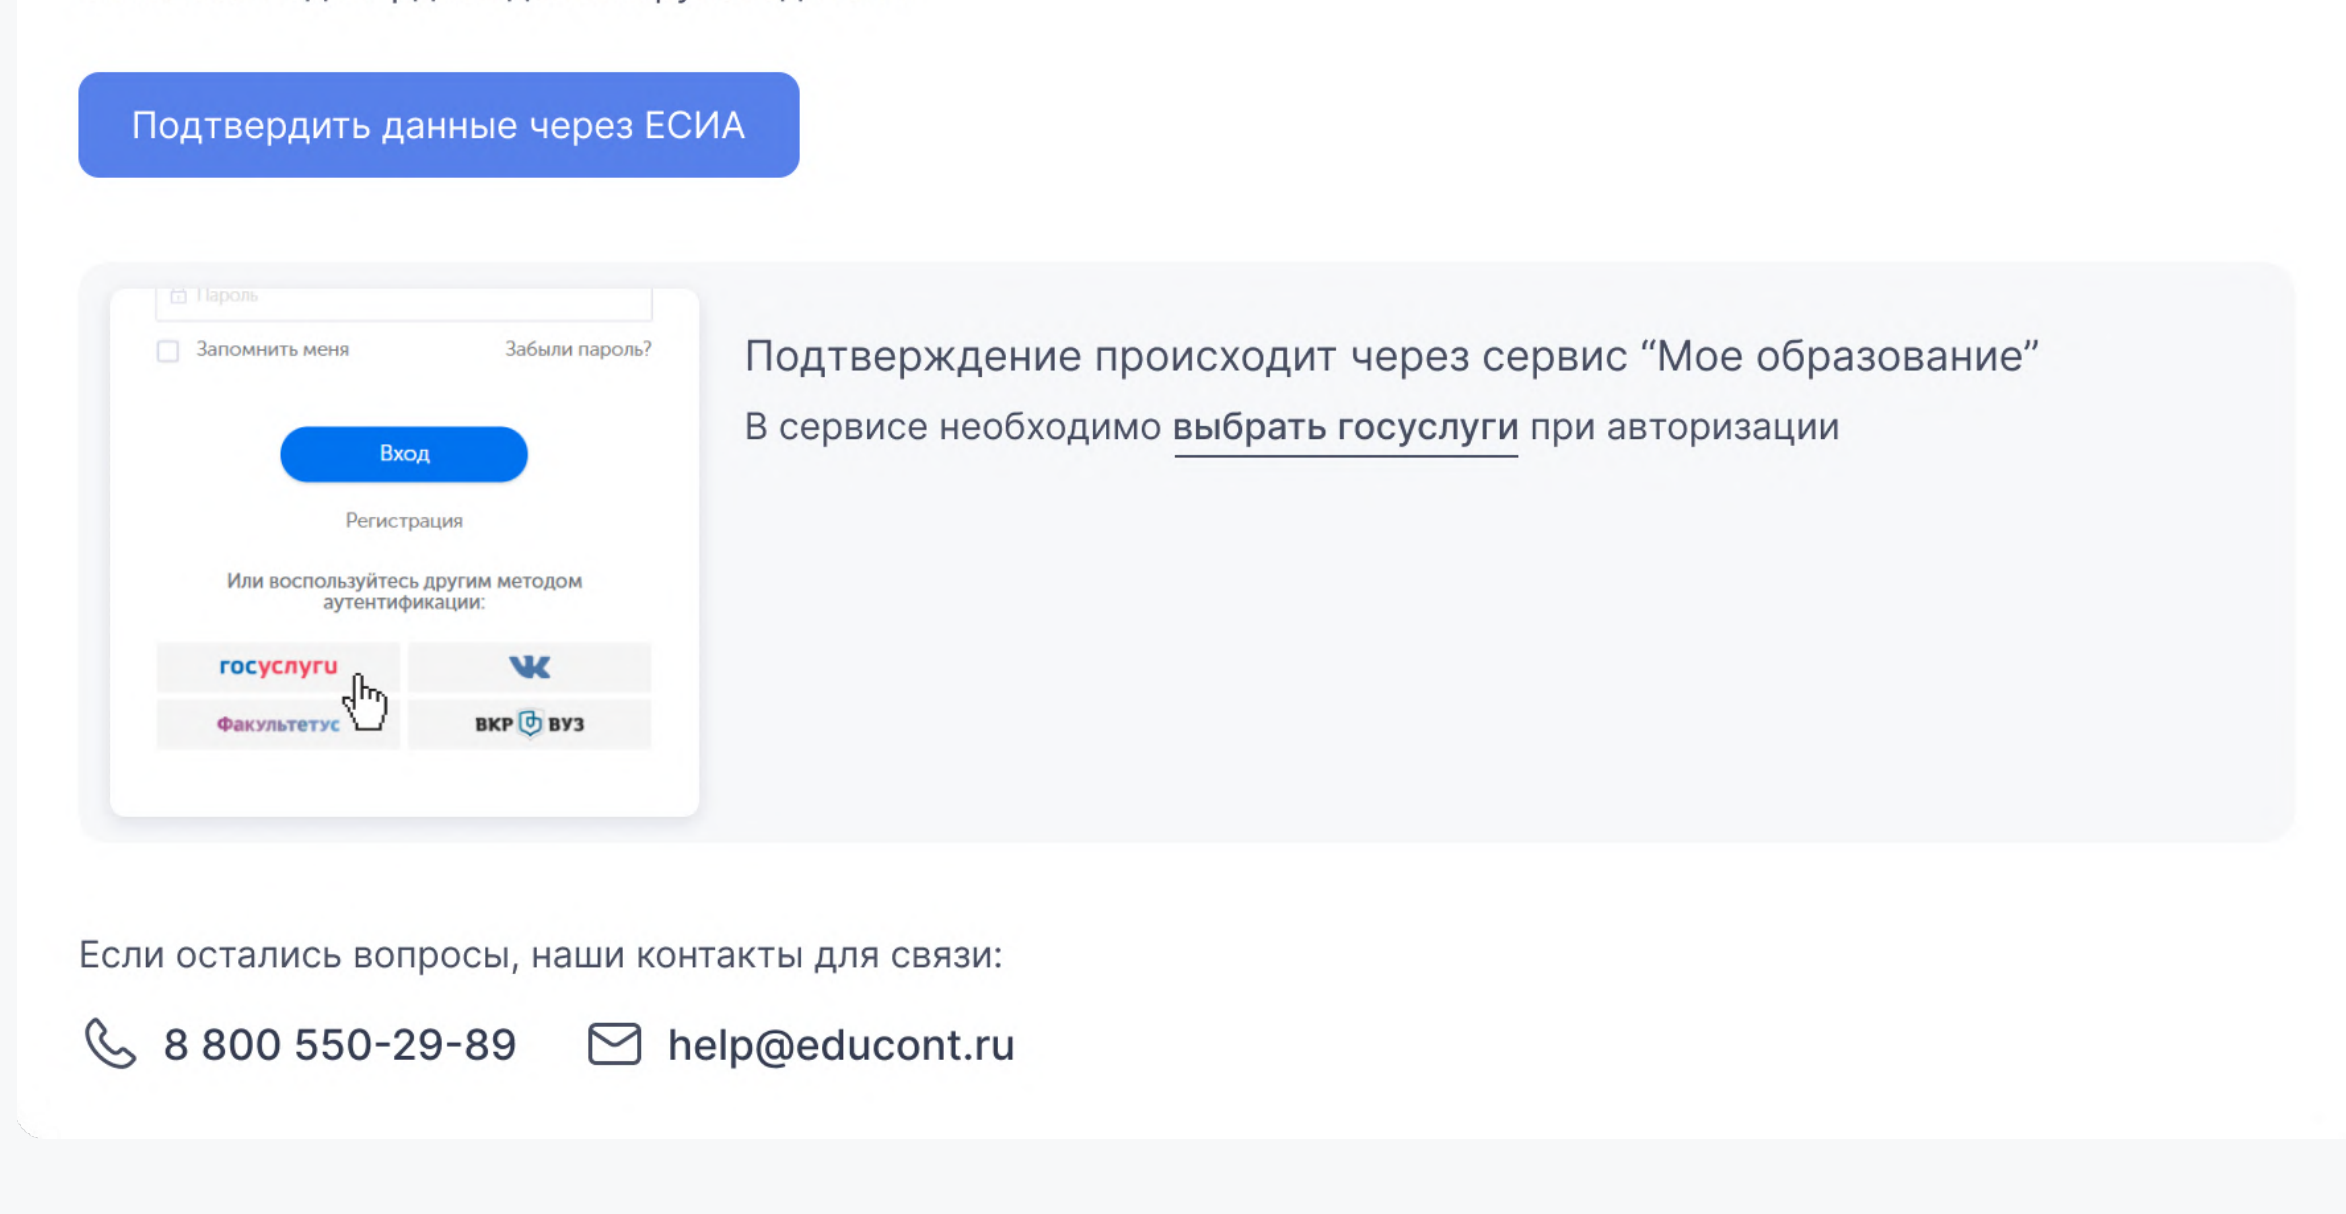 Подтвердить данные через ЕСИА
Пароль
Запомнить меня
Забыли пароль?
Вход
Регистрация
Или воспользуйтесь другим методом
аутентификации:
госуслуги
VK
Факультетус
ВКР ВУЗ
Подтверждение происходит через сервис “Мое образование”
В сервисе необходимо выбрать госуслуги при авторизации
Если остались вопросы, наши контакты для связи:
8 800 550-29-89
help@educont.ru